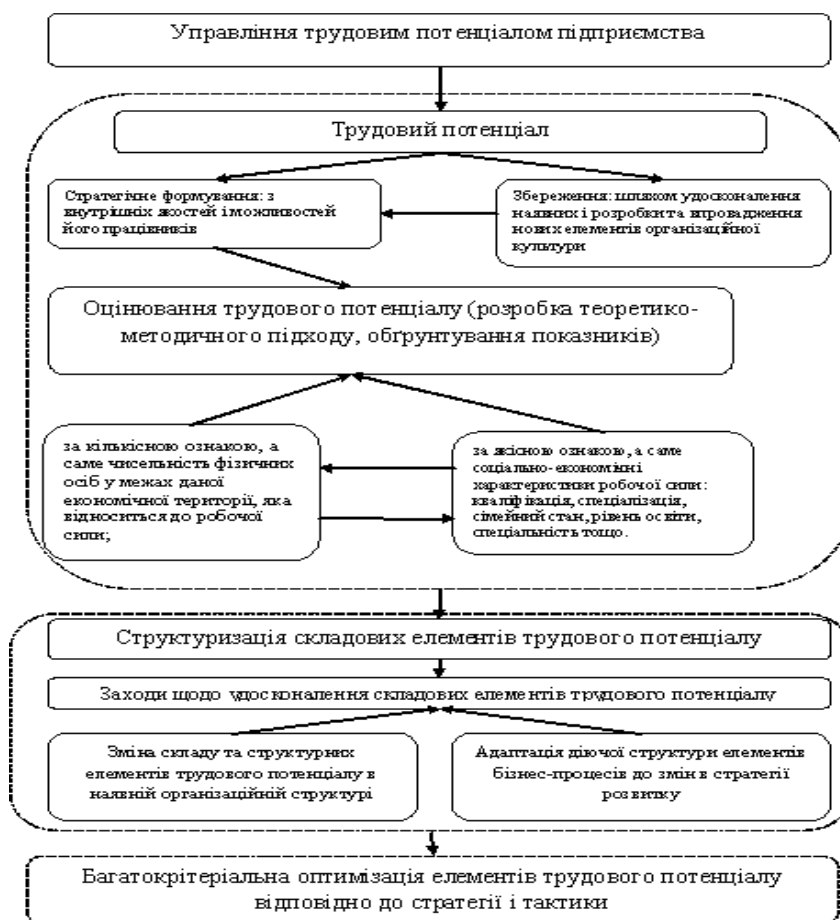 Управління трудовим потенціалом підприємства
Трудовий потенціал
Стратегічне формування: з
внутрішніх якостей і можливостей
його працівників
Збереження: шляхом удосконалення
наявних і розробки та впровадження
нових елементів організаційної
культури
Оцінювання трудового потенціалу (розробка теоретико-
методичного підходу, обґрунтування показників)
за кількісною ознакою, а
саме чисельність фізичних
осіб у межах даної
економічної території, яка
відноситься до робочої
сили;
за якісною ознакою, а саме
соціально-економічні
характеристики робочої сили:
кваліфікація, спеціалізація,
сімейний стан, рівень освіти,
спеціальність тощо.
Структуризація складових елементів трудового потенціалу
Заходи щодо удосконалення складових елементів трудового потенціалу
Зміна складу та структурних
елементів трудового потенціалу в
наявній організаційній структурі
Адаптація діючої структури елементів
бізнес-процесів до змін в стратегії
розвитку
Багатокрітеріальна оптимізація елементів трудового потенціалу
відповідно до стратегії і тактики